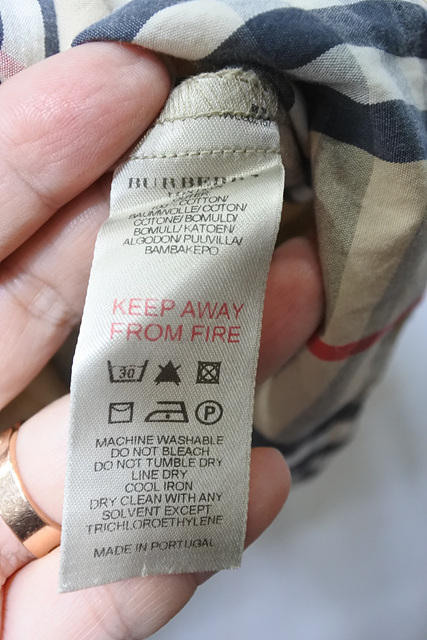 BURBERRY
100% COTTON/
BAUMWOLLE/COTON/
COTONE/BOMULD/
BOMULL/KATOEN/
ALGODON/PUUVILLA/
BAMBAKEPO
KEEP AWAY
FROM FIRE
30
P
MACHINE WASHABLE
DO NOT BLEACH
DO NOT TUMBLE DRY
LINE DRY
COOL IRON
DRY CLEAN WITH ANY
SOLVENT EXCEPT
TRICHLOROETHYLENE
MADE IN PORTUGAL